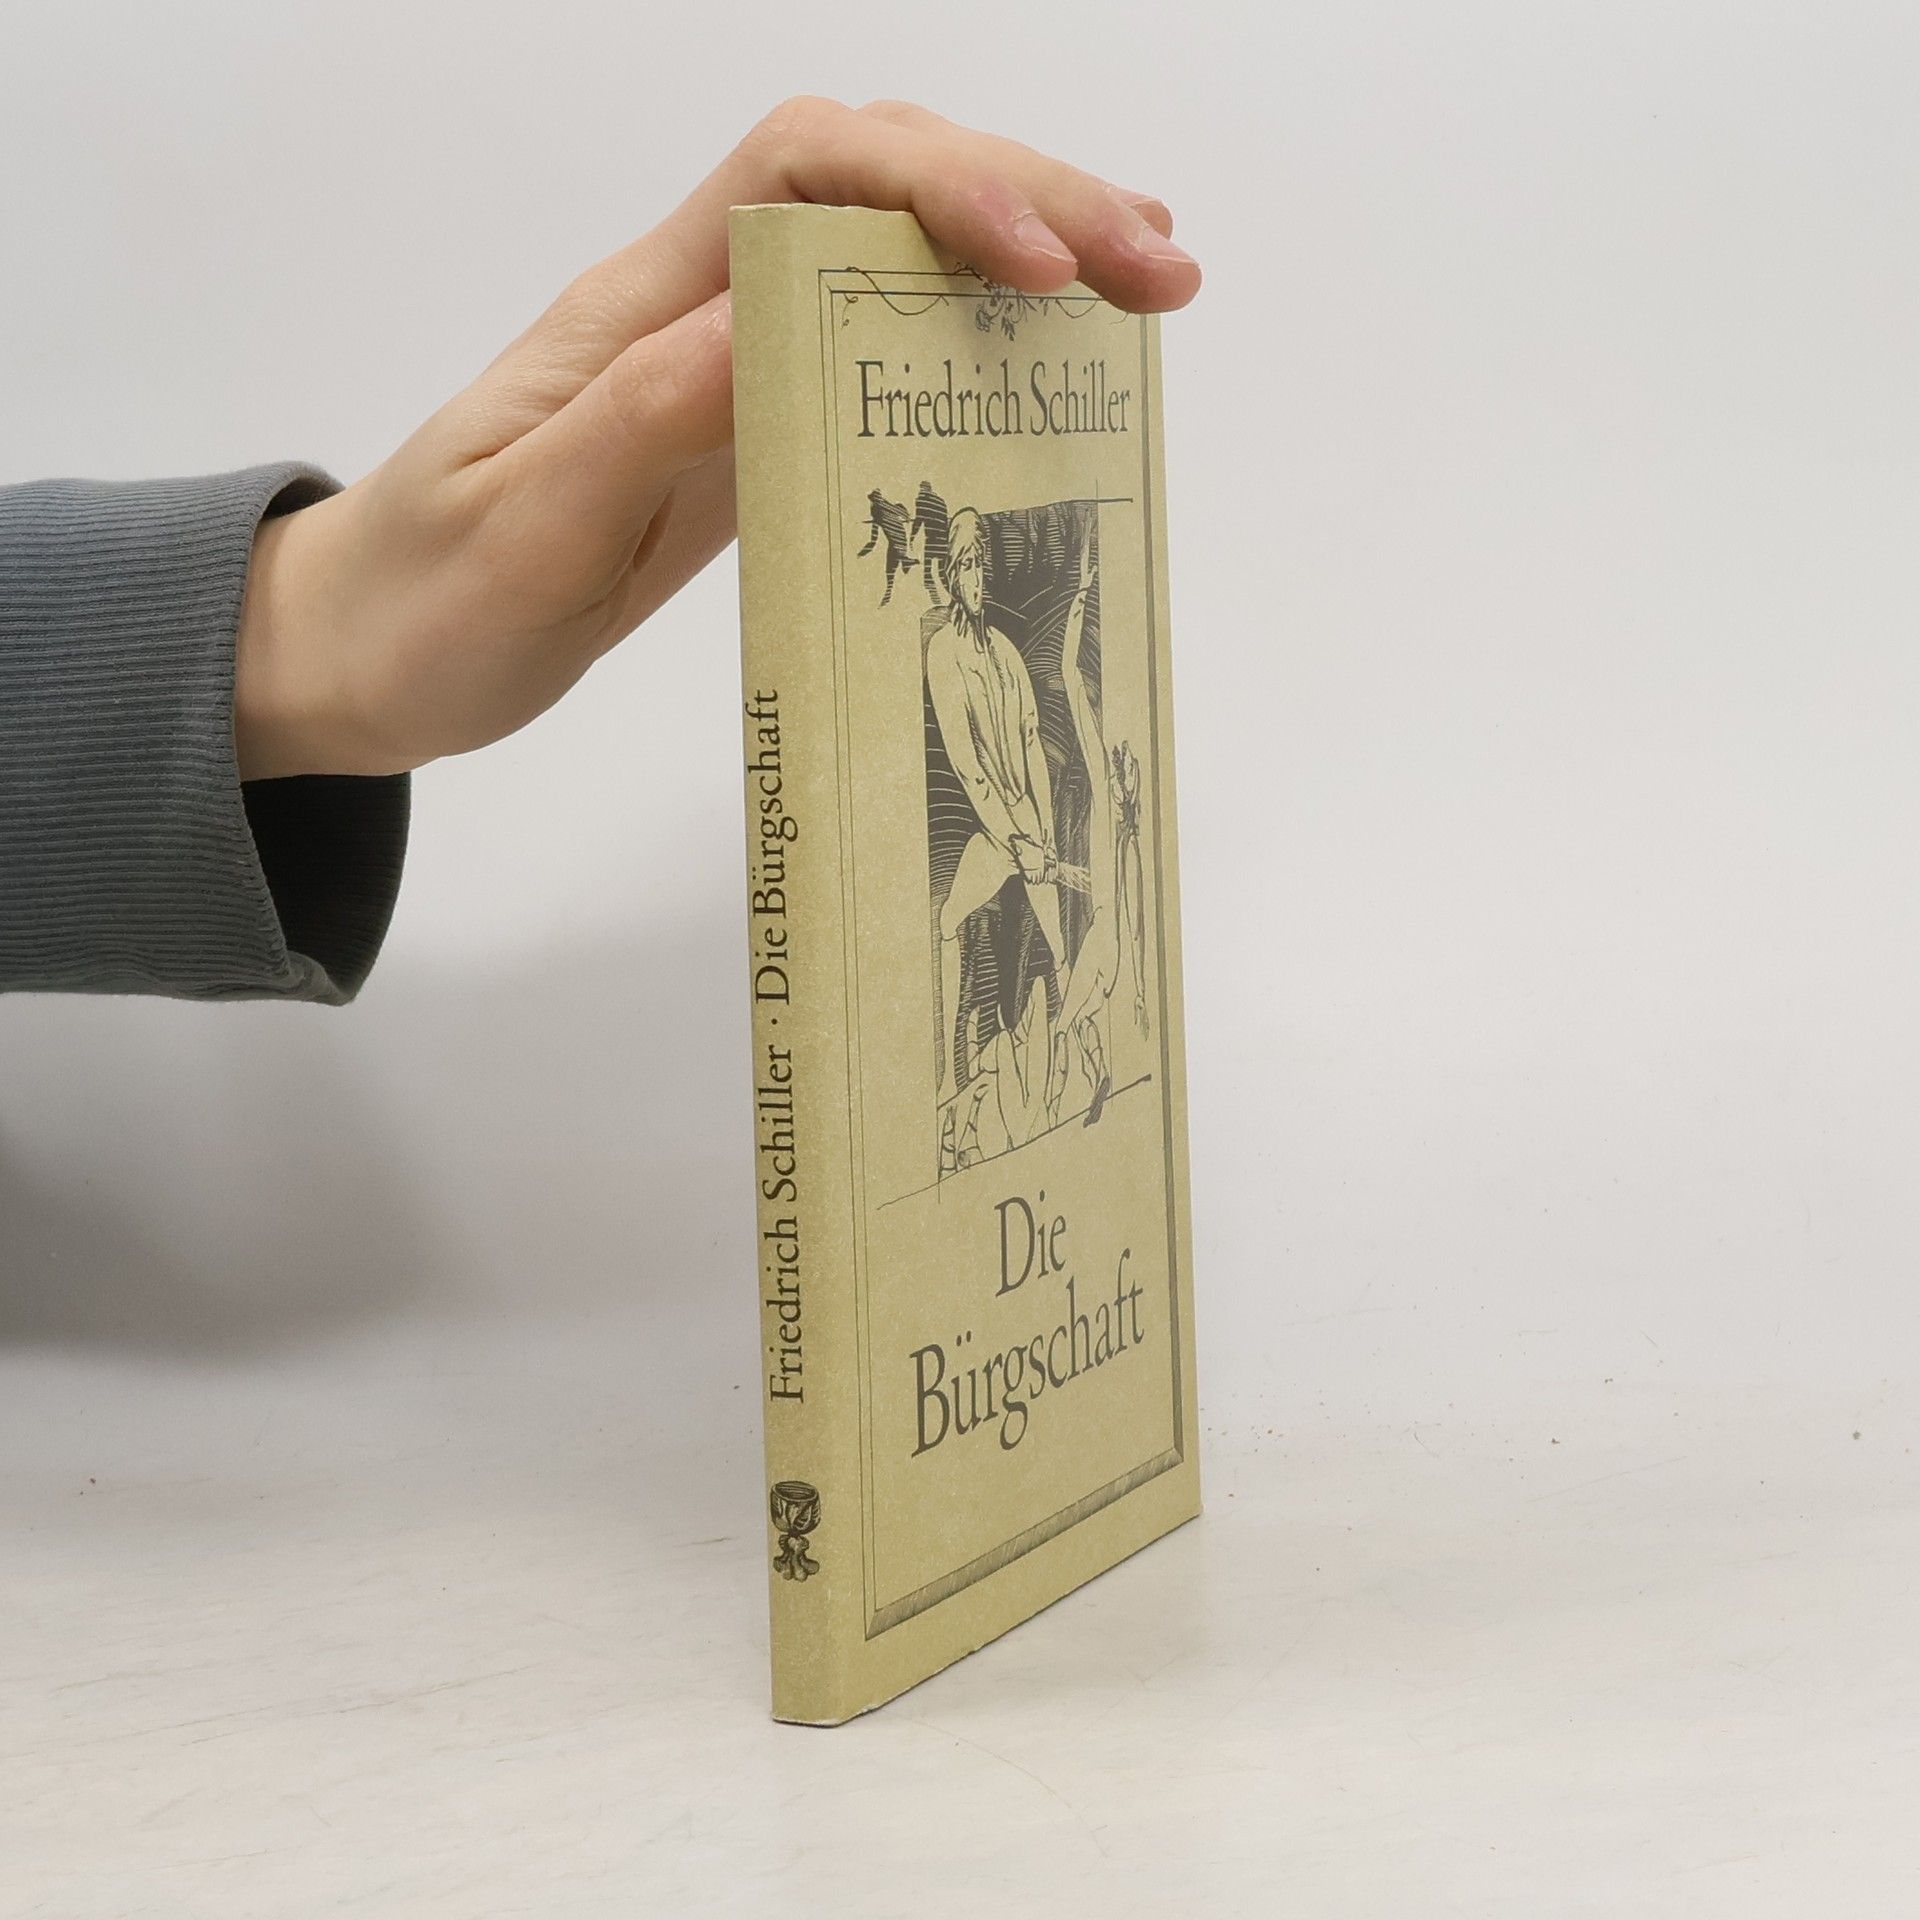 Friedrich Schiller · Die Bürgschaft
Friedrich Schiller
Die
Bürgschaft